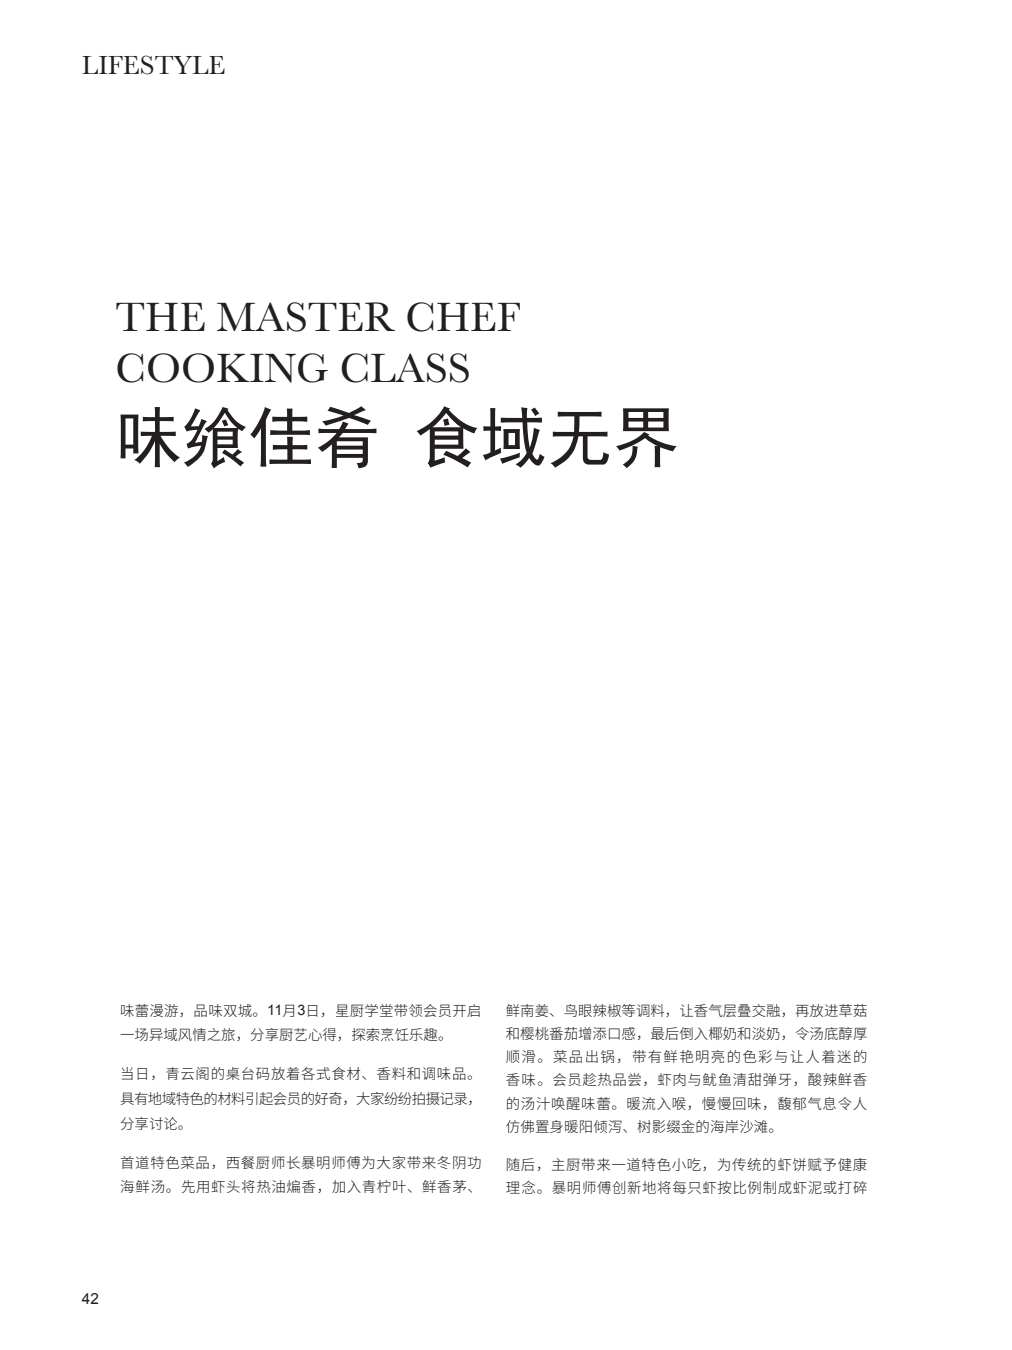 LIFESTYLE
THE MASTER CHEF
COOKING CLASS
味飨佳肴 食域无界
味蕾漫游，品味双城。11月3日，星厨学堂带领会员开启
一场异域风情之旅，分享厨艺心得，探索烹饪乐趣。
当日，青云阁的桌台码放着各式食材、香料和调味品。
具有地域特色的材料引起会员的好奇，大家纷纷拍摄记录，
分享讨论。
首道特色菜品，西餐厨师长暴明师傅为大家带来冬阴功
海鲜汤。先用虾头将热油煸香，加入青柠叶、鲜香茅、
鲜南姜、鸟眼辣椒等调料，让香气层叠交融，再放进草菇
和樱桃番茄增添口感，最后倒入椰奶和淡奶，令汤底醇厚
顺滑。菜品出锅，带有鲜艳明亮的色彩与让人着迷的
香味。会员趁热品尝，虾肉与鱿鱼清甜弹牙，酸辣鲜香
的汤汁唤醒味蕾。暖流入喉，慢慢回味，馥郁气息令人
仿佛置身暖阳倾泻、树影缀金的海岸沙滩。
随后，主厨带来一道特色小吃，为传统的虾饼赋予健康
理念。暴明师傅创新地将每只虾按比例制成虾泥或打碎
42